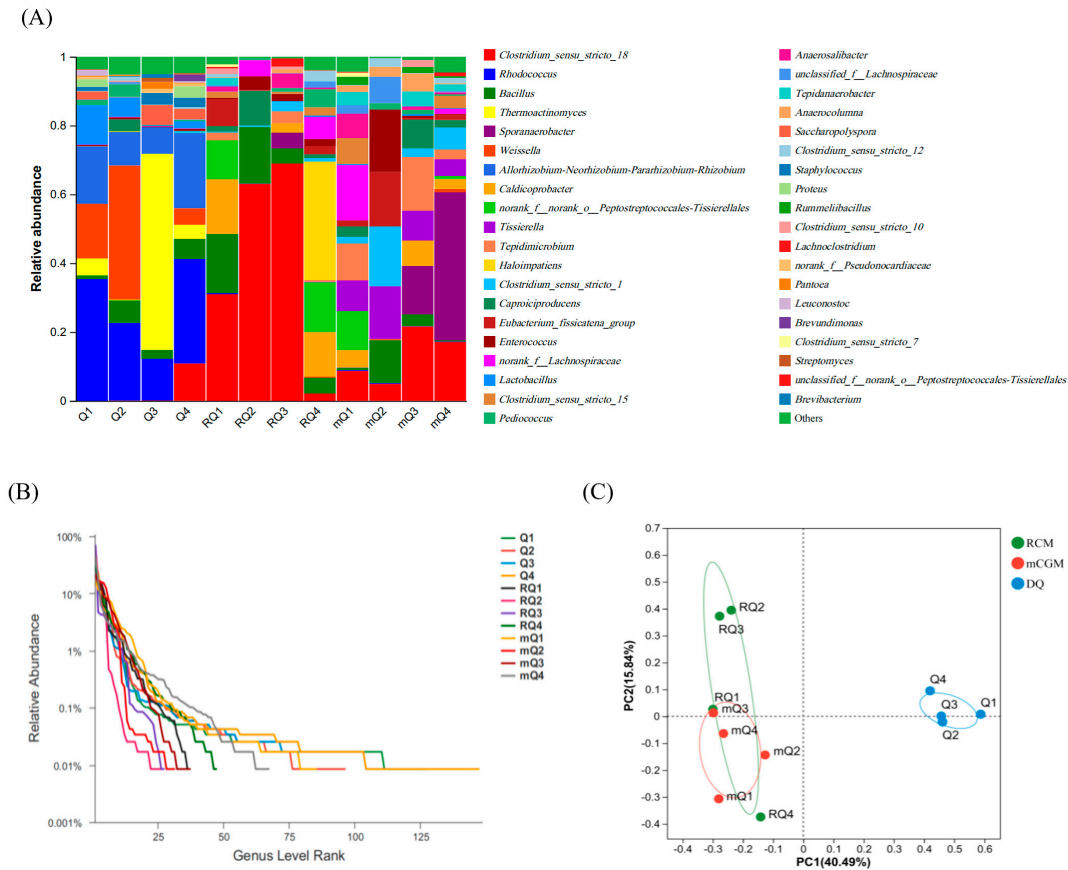 (A)
Relative abundance
1
0.8
0.6
0.4
0.2
0
Q1
Q2
Q3
Q4
RQ1
RQ2
RQ3
RQ4
mQ1
mQ2
mQ3
mQ4
Clostridium_sensu_stricto_18
Rhodococcus
Bacillus
Thermoactinomyces
Sporanaerobacter
Weissella
Allorhizobium-Neorhizobium-Pararhizobium-Rhizobium
Caldicoprobacter
norank_f__norank_o__Peptostreptococcales-Tissierellales
Tissierella
Tepidimicrobium
Haloimpatiens
Clostridium_sensu_stricto_1
Caproiciproducens
Eubacterium_fissicatena_group
Enterococcus
norank_f__Lachnospiraceae
Lactobacillus
Clostridium_sensu_stricto_15
Pediococcus
Anaerosalibacter
unclassified_f__Lachnospiraceae
Tepidanaerobacter
Anaerocolumna
Saccharopolyspora
Clostridium_sensu_stricto_12
Staphylococcus
Proteus
Rummeliibacillus
Clostridium_sensu_stricto_10
Lachnoclostridium
norank_f__Pseudonocardiaceae
Pantoea
Leuconostoc
Brevundimonas
Clostridium_sensu_stricto_7
Streptomyces
unclassified_f__norank_o__Peptostreptococcales-Tissierellales
Brevibacterium
Others
(B)
Relative Abundance
100%
10%
1%
0.1%
0.01%
0.001%
25
50
75
100
125
Genus Level Rank
Q1
Q2
Q3
Q4
RQ1
RQ2
RQ3
RQ4
mQ1
mQ2
mQ3
mQ4
(C)
PC2(15.84%)
0.7
0.6
0.5
0.4
0.3
0.2
0.1
0
-0.1
-0.2
-0.3
-0.4
-0.4
-0.3
-0.2
-0.1
0
0.1
0.2
0.3
0.4
0.5
0.6
PC1(40.49%)
RQ2
RQ3
RQ1
mQ3
mQ4
mQ2
mQ1
RQ4
Q4
Q3
Q1
Q2
RCM
mCGM
DQ